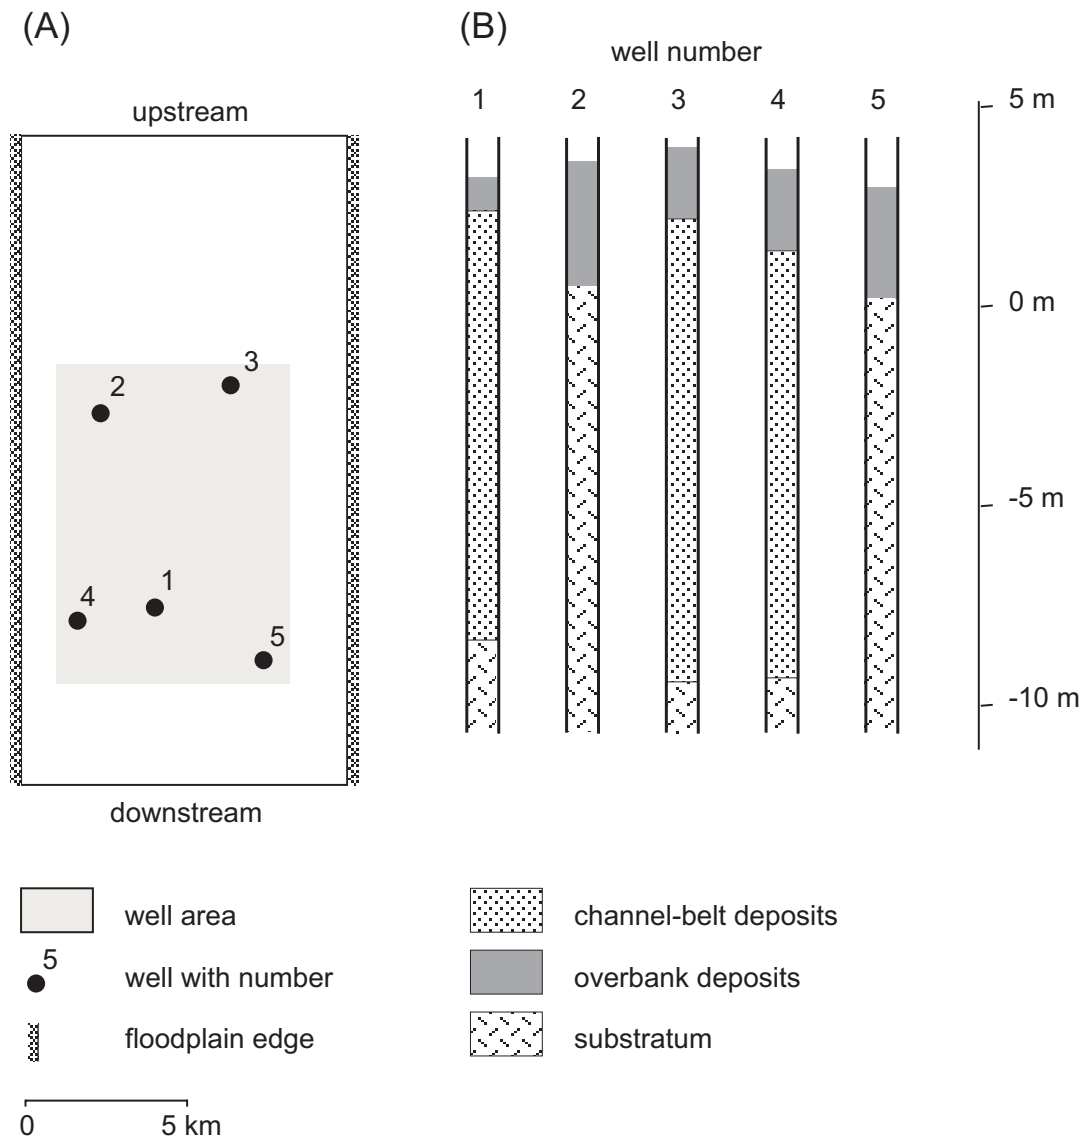 (A)
upstream
2
3
4
1
5
downstream
(B)
well number
1 2 3 4 5
5 m
0 m
-5 m
-10 m
well area
5
well with number
floodplain edge
0 5 km
channel-belt deposits
overbank deposits
substratum